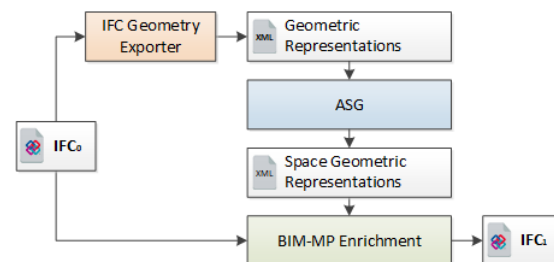 IFC Geometry
Exporter
XML
Geometric
Representations
ASG
IFC₀
XML
Space Geometric
Representations
BIM-MP Enrichment
IFC₁